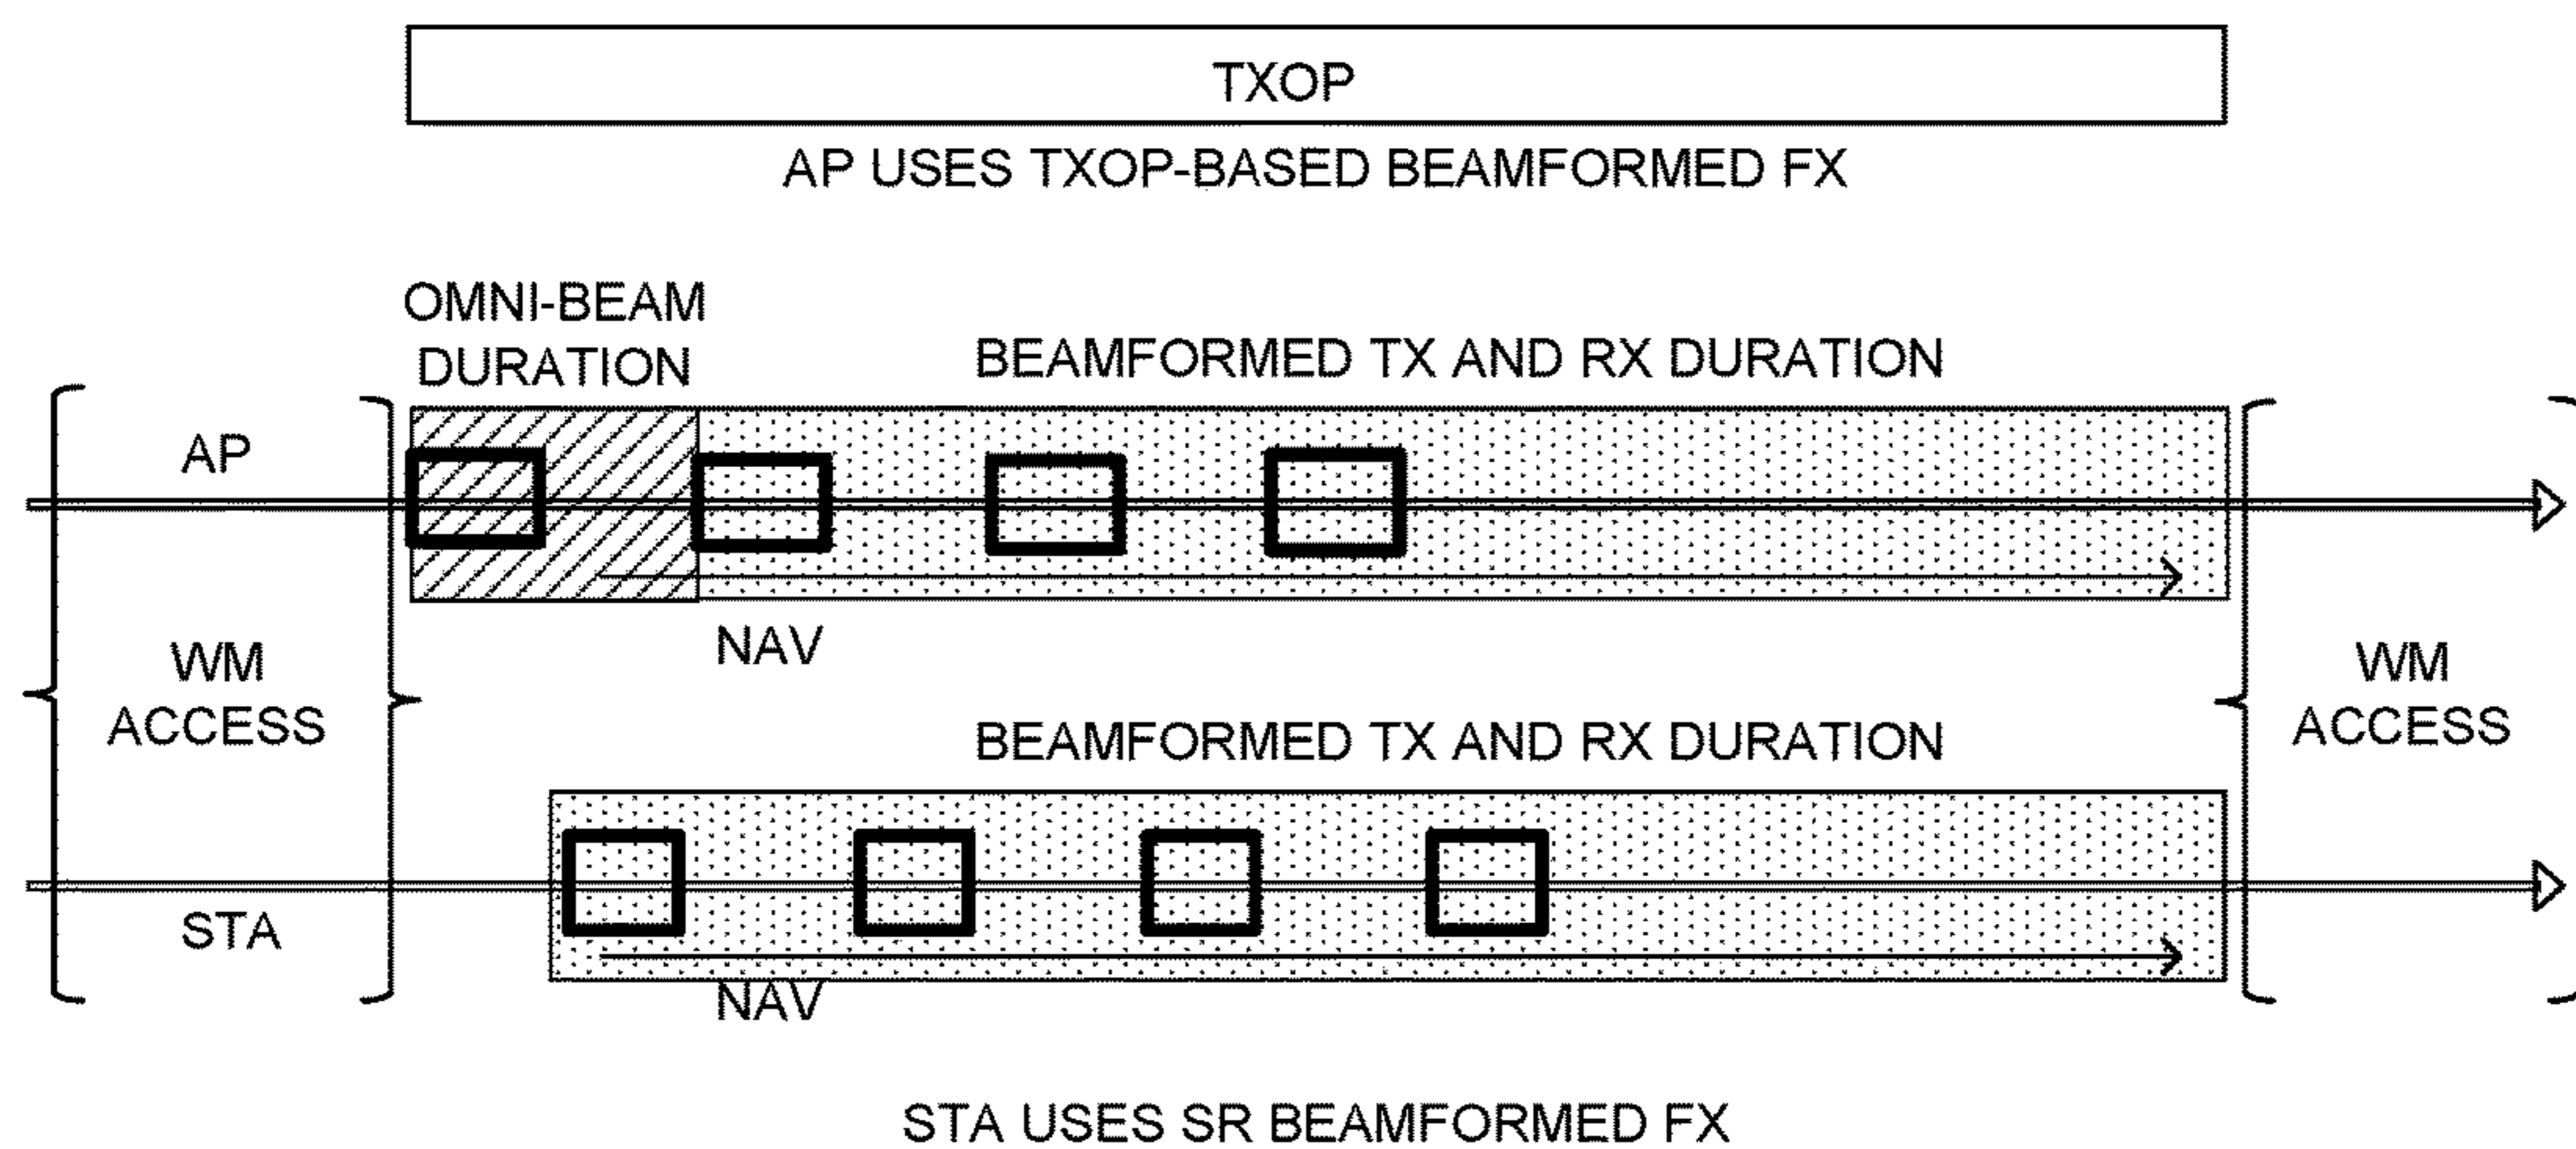 TXOP
AP USES TXOP-BASED BEAMFORMED FX
OMNI-BEAM
DURATION
BEAMFORMED TX AND RX DURATION
AP
NAV
WM
ACCESS
WM
ACCESS
BEAMFORMED TX AND RX DURATION
STA
NAV
STA USES SR BEAMFORMED FX